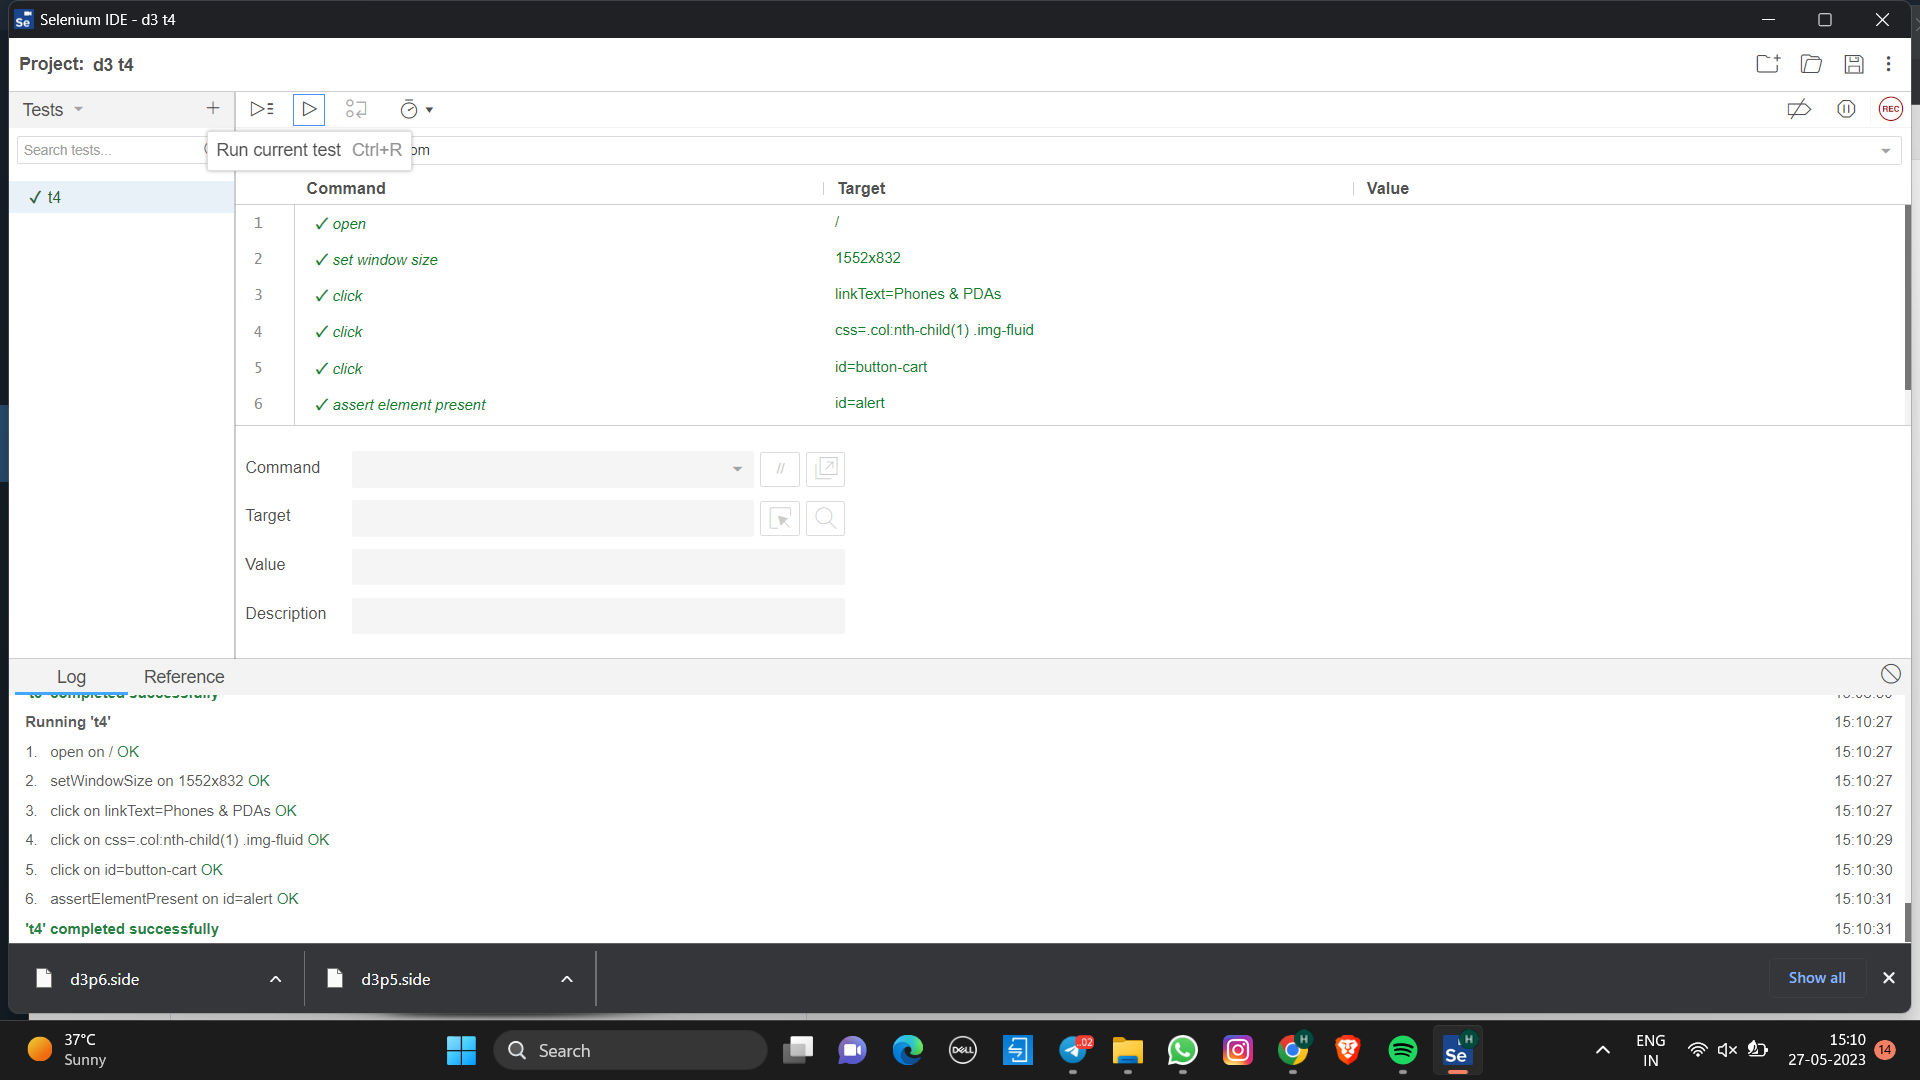 Selenium IDE - d3 t4
Project: d3 t4
Tests
Search tests...
Run current test Ctrl+R
om
✓ t4
Command Target Value
1 ✓ open /
2 ✓ set window size 1552x832
3 ✓ click linkText=Phones & PDAs
4 ✓ click css=.col:nth-child(1) .img-fluid
5 ✓ click id=button-cart
6 ✓ assert element present id=alert
Command //
Target
Value
Description
Log Reference
completed successfully
Running 't4' 15:10:27
1. open on / OK 15:10:27
2. setWindowSize on 1552x832 OK 15:10:27
3. click on linkText=Phones & PDAs OK 15:10:27
4. click on css=.col:nth-child(1) .img-fluid OK 15:10:29
5. click on id=button-cart OK 15:10:30
6. assertElementPresent on id=alert OK 15:10:31
't4' completed successfully 15:10:31
d3p6.side d3p5.side Show all
37°C
Sunny
Search
DELL
.02
H
H
Se
ENG
IN
15:10
27-05-2023
14
REC
Se